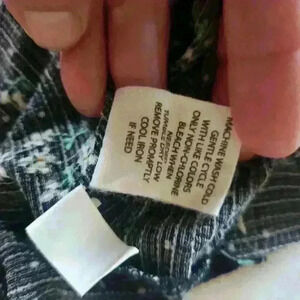 MACHINE WASH COLD
GENTLE CYCLE
WITH LIKE COLORS
ONLY NON-CHLORINE
BLEACH WHEN
NEEDED
TUMBLE DRY LOW
REMOVE PROMPTLY
COOL IRON
IF NEED